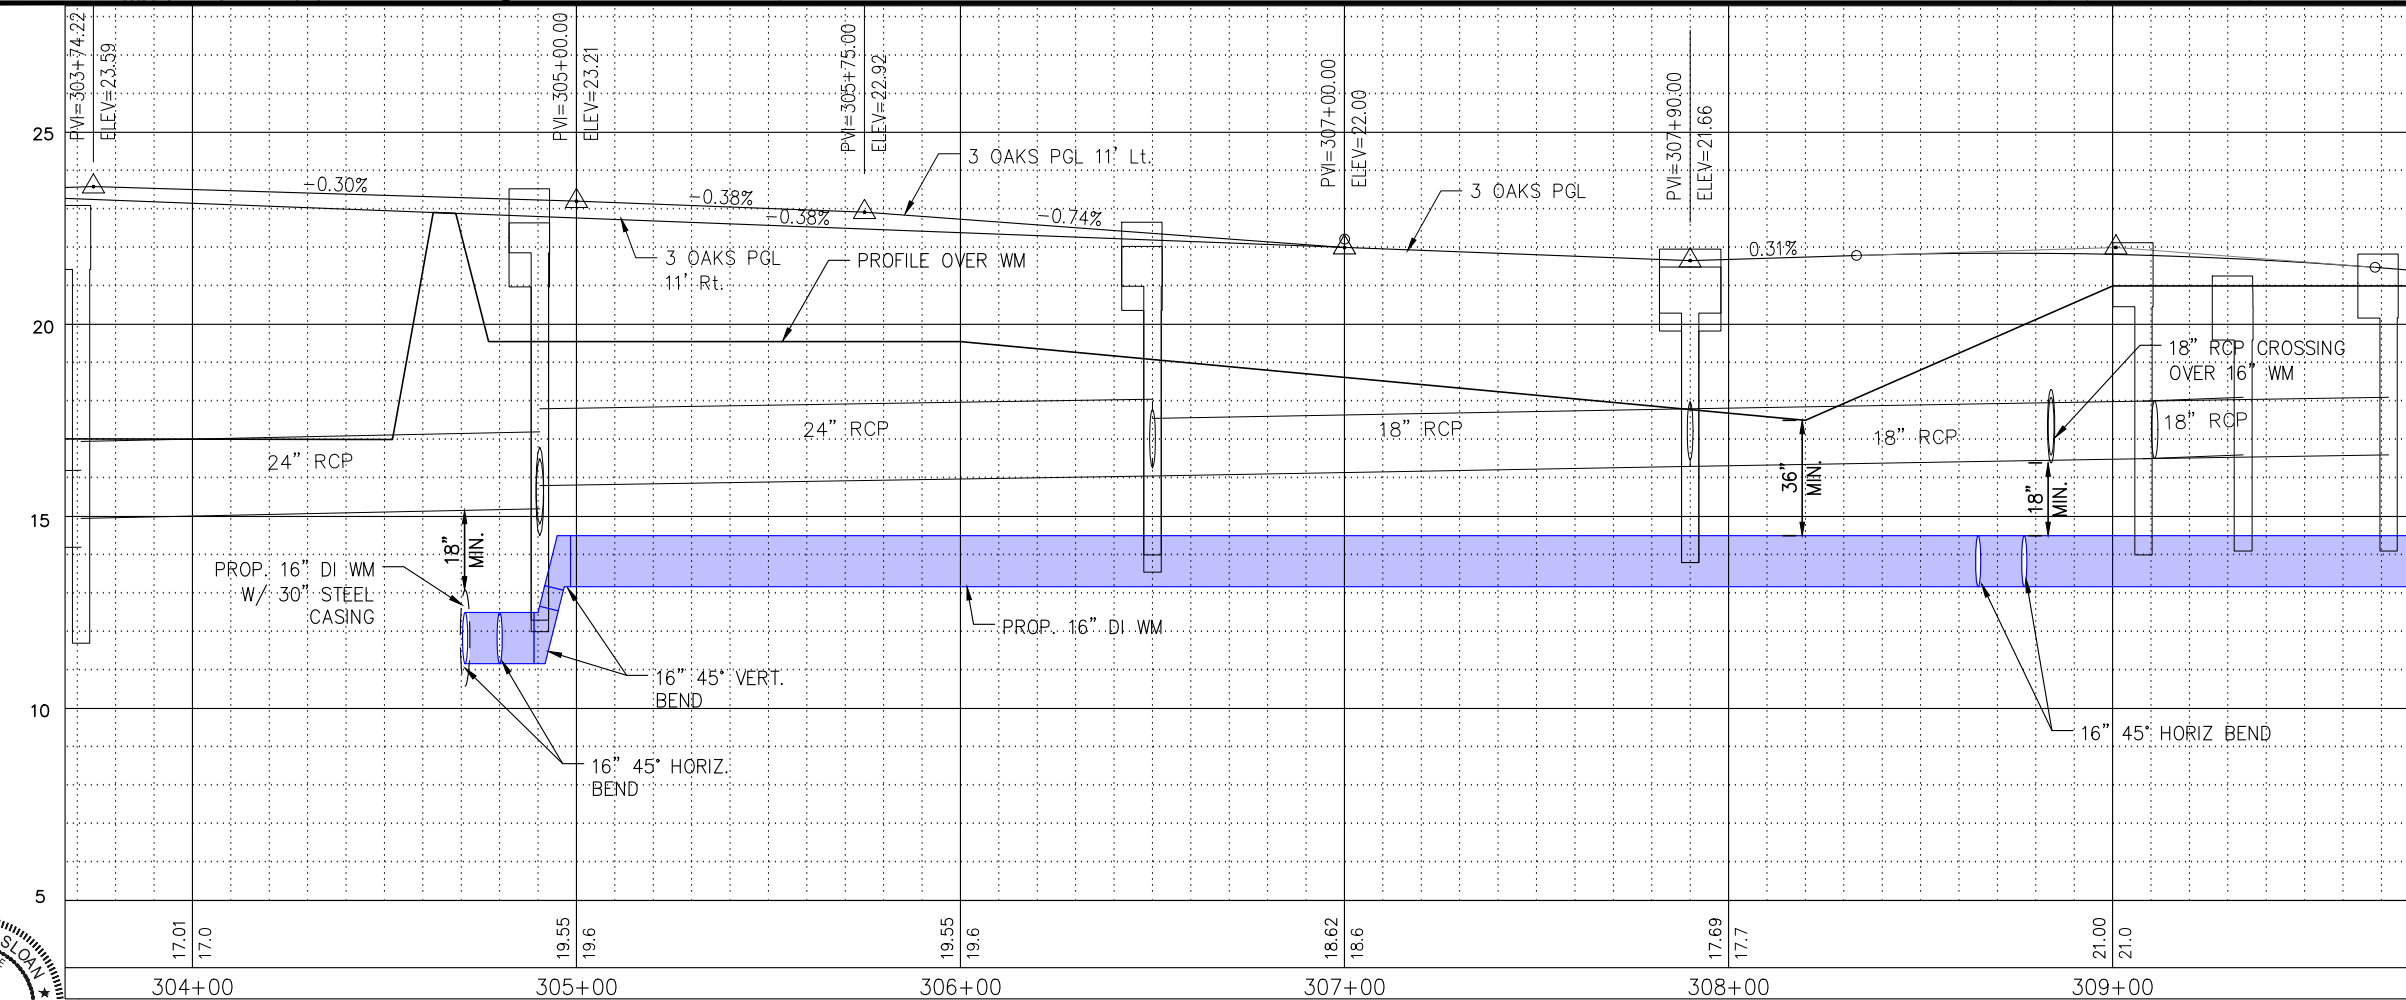 PVI=303+74.22
ELEV=23.59
PVI=305+00.00
ELEV=23.21
PVI=305+75.00
ELEV=22.92
PVI=307+00.00
ELEV=22.00
PVI=307+90.00
ELEV=21.66
25
20
15
10
5
-0.30%
-0.38%
-0.38%
-0.74%
0.31%
3 OAKS PGL 11' Lt.
3 OAKS PGL
3 OAKS PGL
11' Rt.
PROFILE OVER WM
18" RCP CROSSING
OVER 16" WM
24" RCP
24" RCP
18" RCP
18" RCP
18" RCP
18"
MIN.
36"
MIN.
18"
MIN.
PROP. 16" DI WM
W/ 30" STEEL
CASING
PROP. 16" DI WM
16" 45° VERT.
BEND
16" 45° HORIZ.
BEND
16" 45° HORIZ BEND
17.01
17.0
19.55
19.6
19.55
19.6
18.62
18.6
17.69
17.7
21.00
21.0
304+00
305+00
306+00
307+00
308+00
309+00
SLOAN